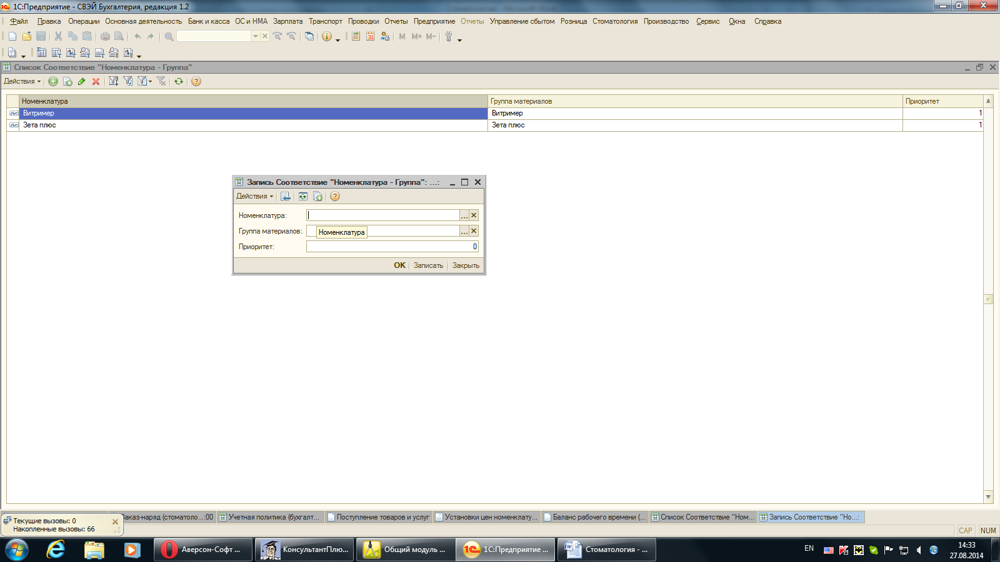 1С:Предприятие - СВЭЙ Бухгалтерия, редакция 1.2
Файл Правка Операции Основная деятельность Банк и касса ОС и НМА Зарплата Транспорт Проводки Отчеты Предприятие Отчеты Управление сбытом Розница Стоматология Производство Сервис Окна Справка
M M+ M-
Список Соответствие "Номенклатура - Группа"
Действия
Номенклатура Группа материалов Приоритет
Витример Витример 1
Зета плюс Зета плюс 1
Запись Соответствие "Номенклатура - Группа": ...:
Действия
Номенклатура:
Группа материалов:
Номенклатура
Приоритет: 0
OK Записать Закрыть
Текущие вызовы: 0
Накопленные вызовы: 66
аказ-наряд (стоматоло...:00 Учетная политика (бухгалт... Поступление товаров и услуг Установки цен номенклату... Баланс рабочего времени (... Список Соответствие "Ном... Запись Соответствие "Но...:
CAP NUM
Аверсон-Софт ... КонсультантПлю... Общий модуль ... 1С:Предприятие ... Стоматология - ...
EN
14:33
27.08.2014